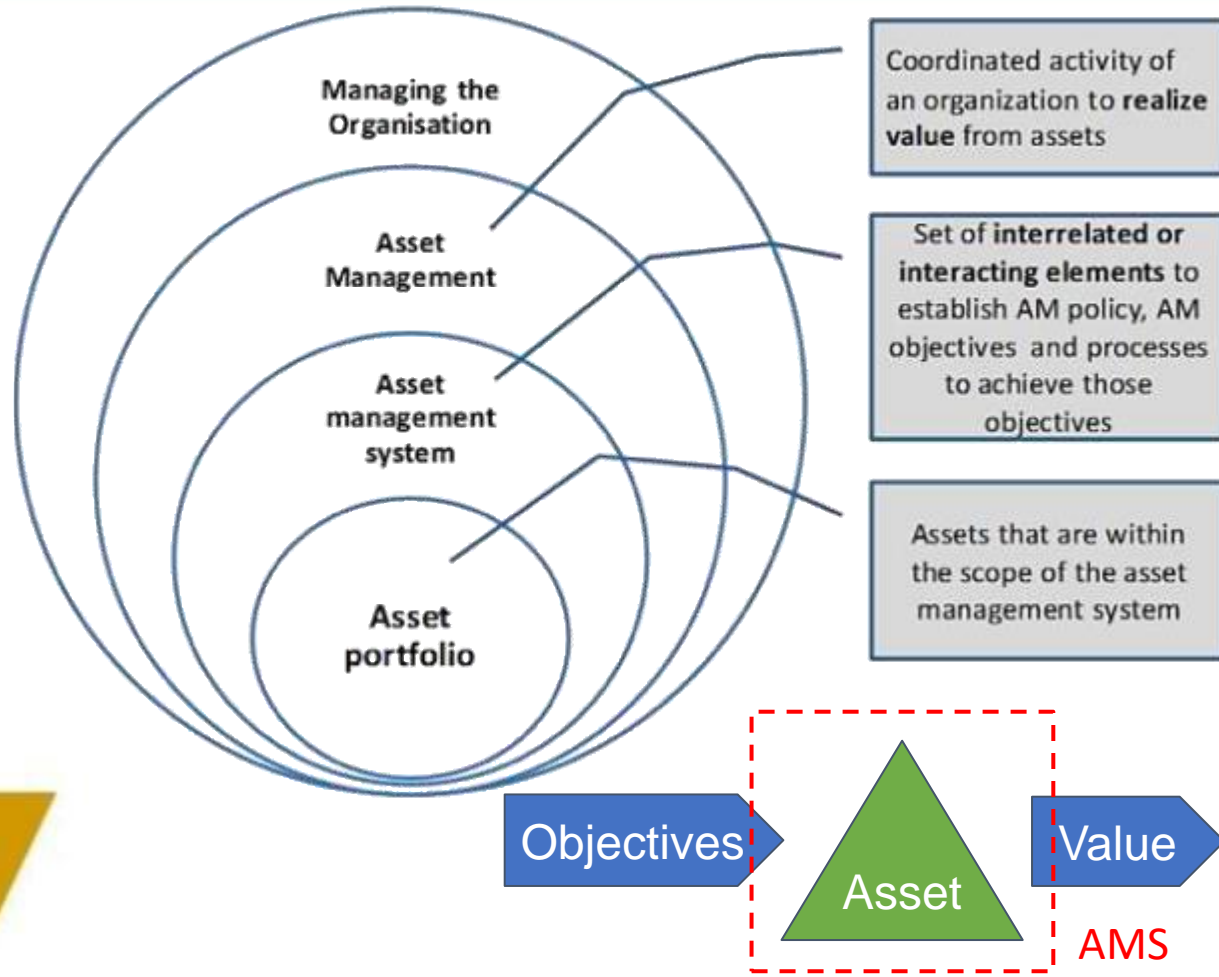 Managing the
Organisation
Asset
Management
Asset
management
system
Asset
portfolio
Coordinated activity of
an organization to realize
value from assets
Set of interrelated or
interacting elements to
establish AM policy, AM
objectives and processes
to achieve those
objectives
Assets that are within
the scope of the asset
management system
Objectives
Asset
Value
AMS